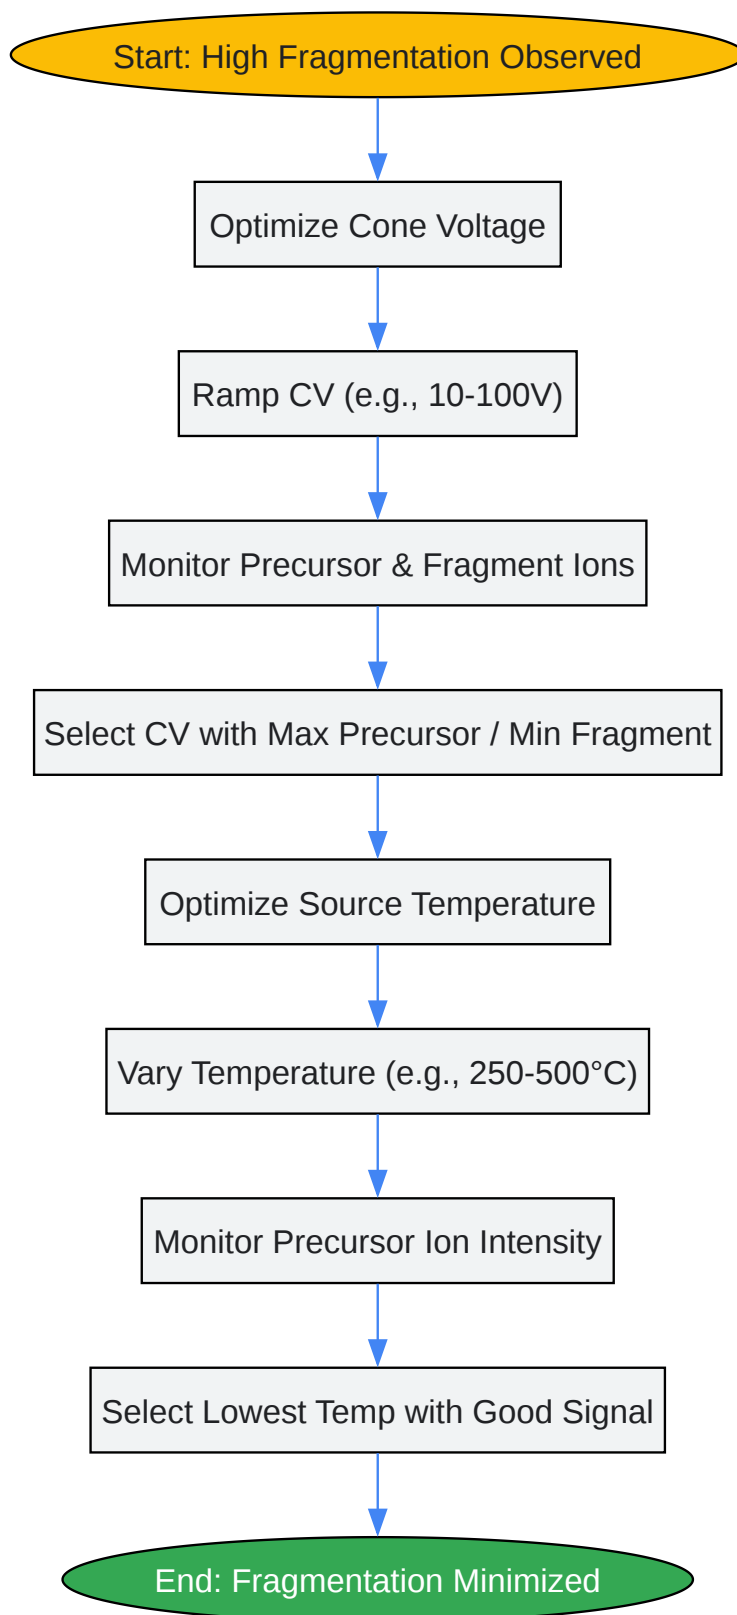 Start: High Fragmentation Observed
Optimize Cone Voltage
Ramp CV (e.g., 10-100V)
Monitor Precursor & Fragment Ions
Select CV with Max Precursor / Min Fragment
Optimize Source Temperature
Vary Temperature (e.g., 250-500°C)
Monitor Precursor Ion Intensity
Select Lowest Temp with Good Signal
End: Fragmentation Minimized